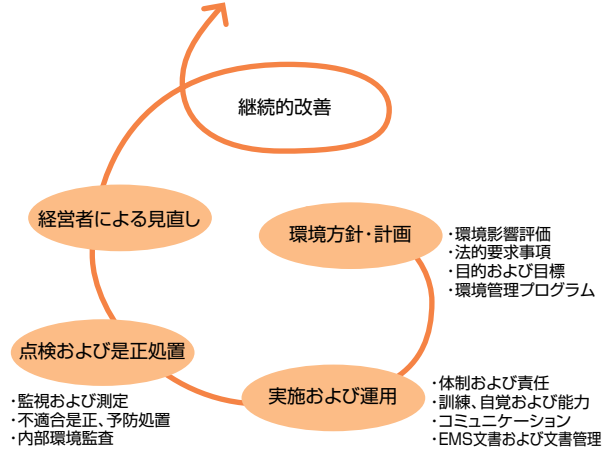 継続的改善
経営者による見直し
環境方針・計画
・環境影響評価
・法的要求事項
・目的および目標
・環境管理プログラム
点検および是正処置
・監視および測定
・不適合是正、予防処置
・内部環境監査
実施および運用
・体制および責任
・訓練、自覚および能力
・コミュニケーション
・EMS文書および文書管理